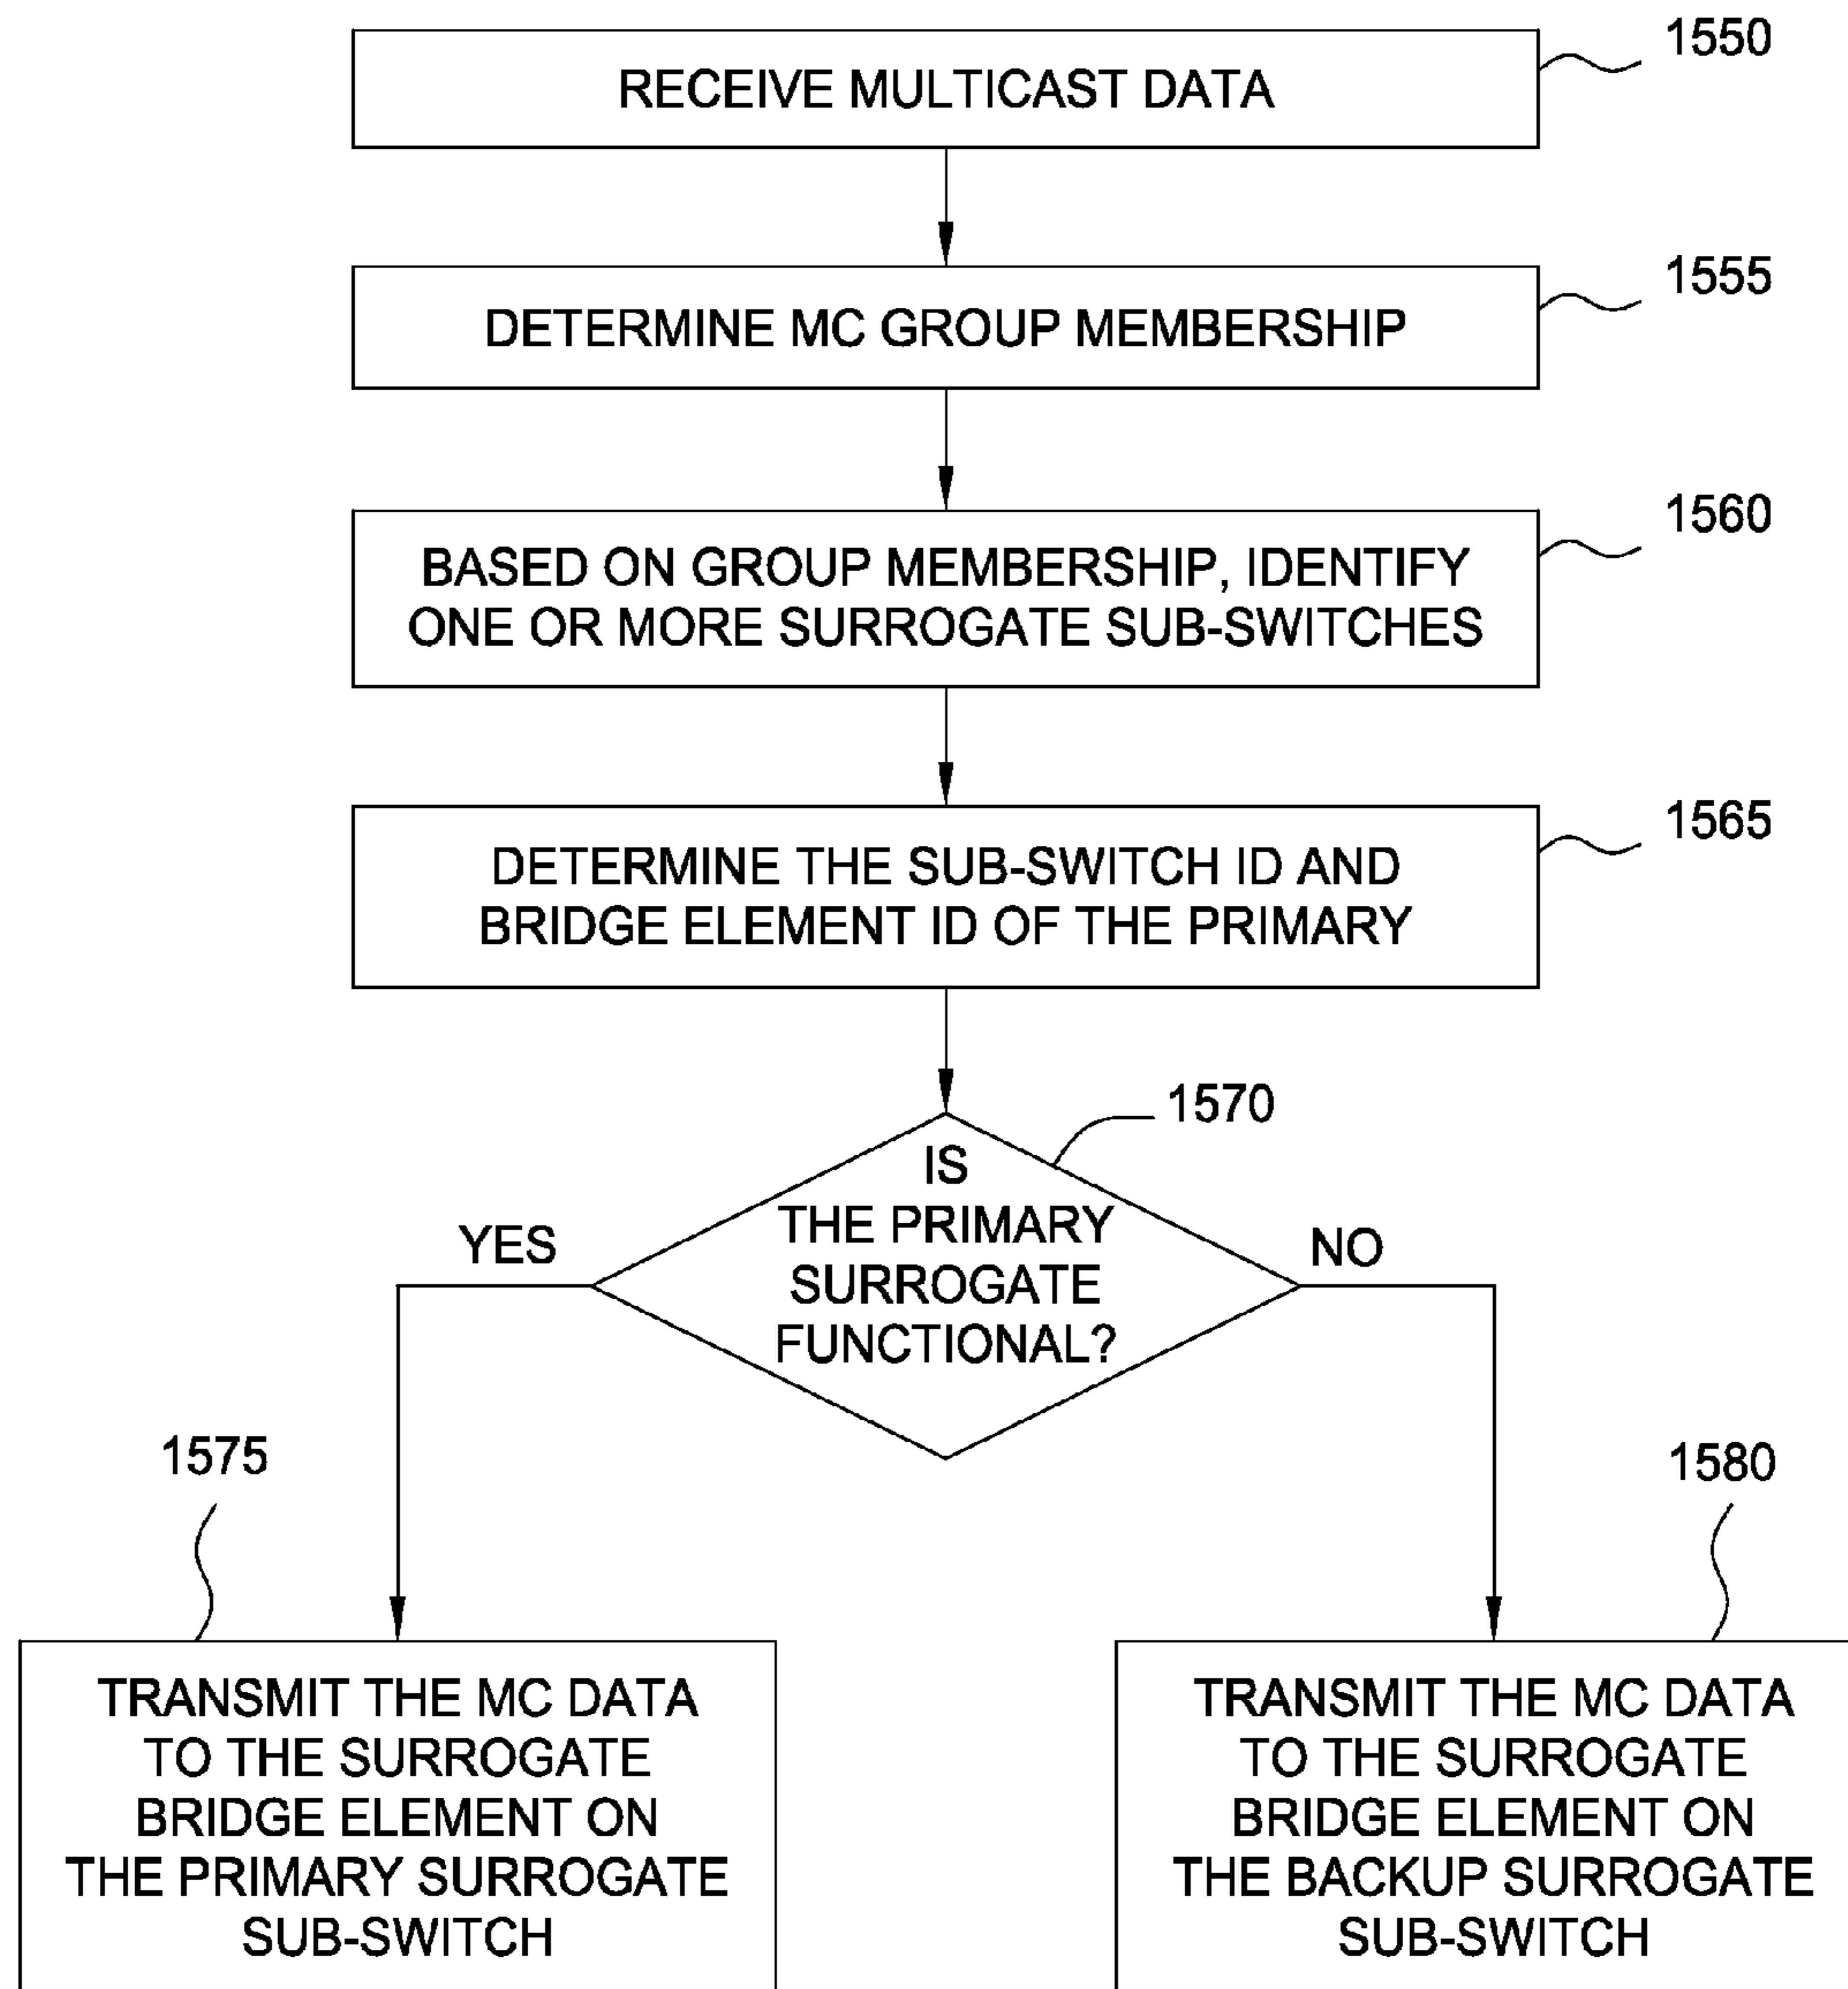 RECEIVE MULTICAST DATA
1550
DETERMINE MC GROUP MEMBERSHIP
1555
BASED ON GROUP MEMBERSHIP, IDENTIFY
ONE OR MORE SURROGATE SUB-SWITCHES
1560
DETERMINE THE SUB-SWITCH ID AND
BRIDGE ELEMENT ID OF THE PRIMARY
1565
IS
THE PRIMARY
SURROGATE
FUNCTIONAL?
1570
YES
NO
1575
TRANSMIT THE MC DATA
TO THE SURROGATE
BRIDGE ELEMENT ON
THE PRIMARY SURROGATE
SUB-SWITCH
1580
TRANSMIT THE MC DATA
TO THE SURROGATE
BRIDGE ELEMENT ON
THE BACKUP SURROGATE
SUB-SWITCH